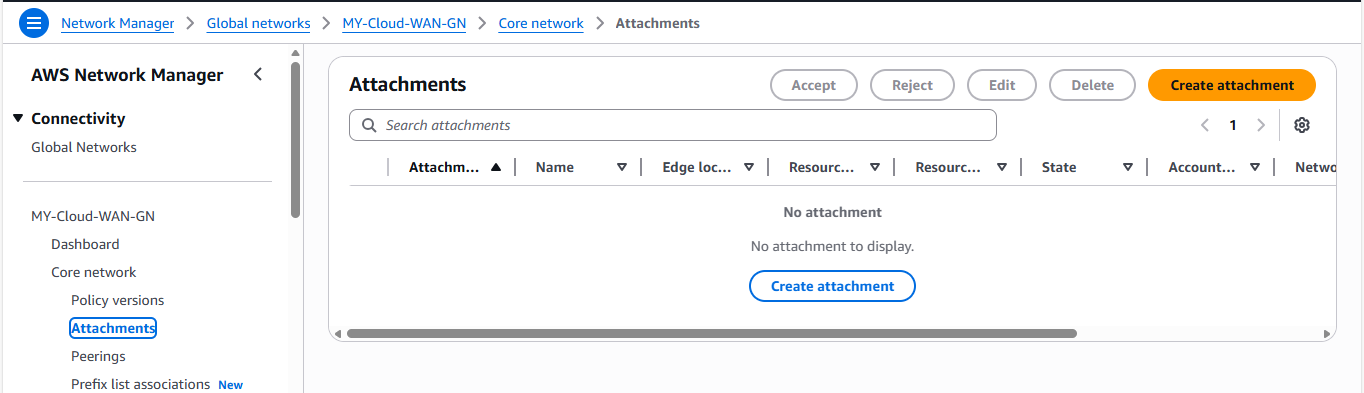 Network Manager > Global networks > MY-Cloud-WAN-GN > Core network > Attachments
AWS Network Manager
Connectivity
Global Networks
MY-Cloud-WAN-GN
Dashboard
Core network
Policy versions
Attachments
Peerings
Prefix list associations New
Attachments Accept Reject Edit Delete Create attachment
Search attachments 1
Attachm... Name Edge loc... Resourc... Resourc... State Account... Netwo
No attachment
No attachment to display.
Create attachment